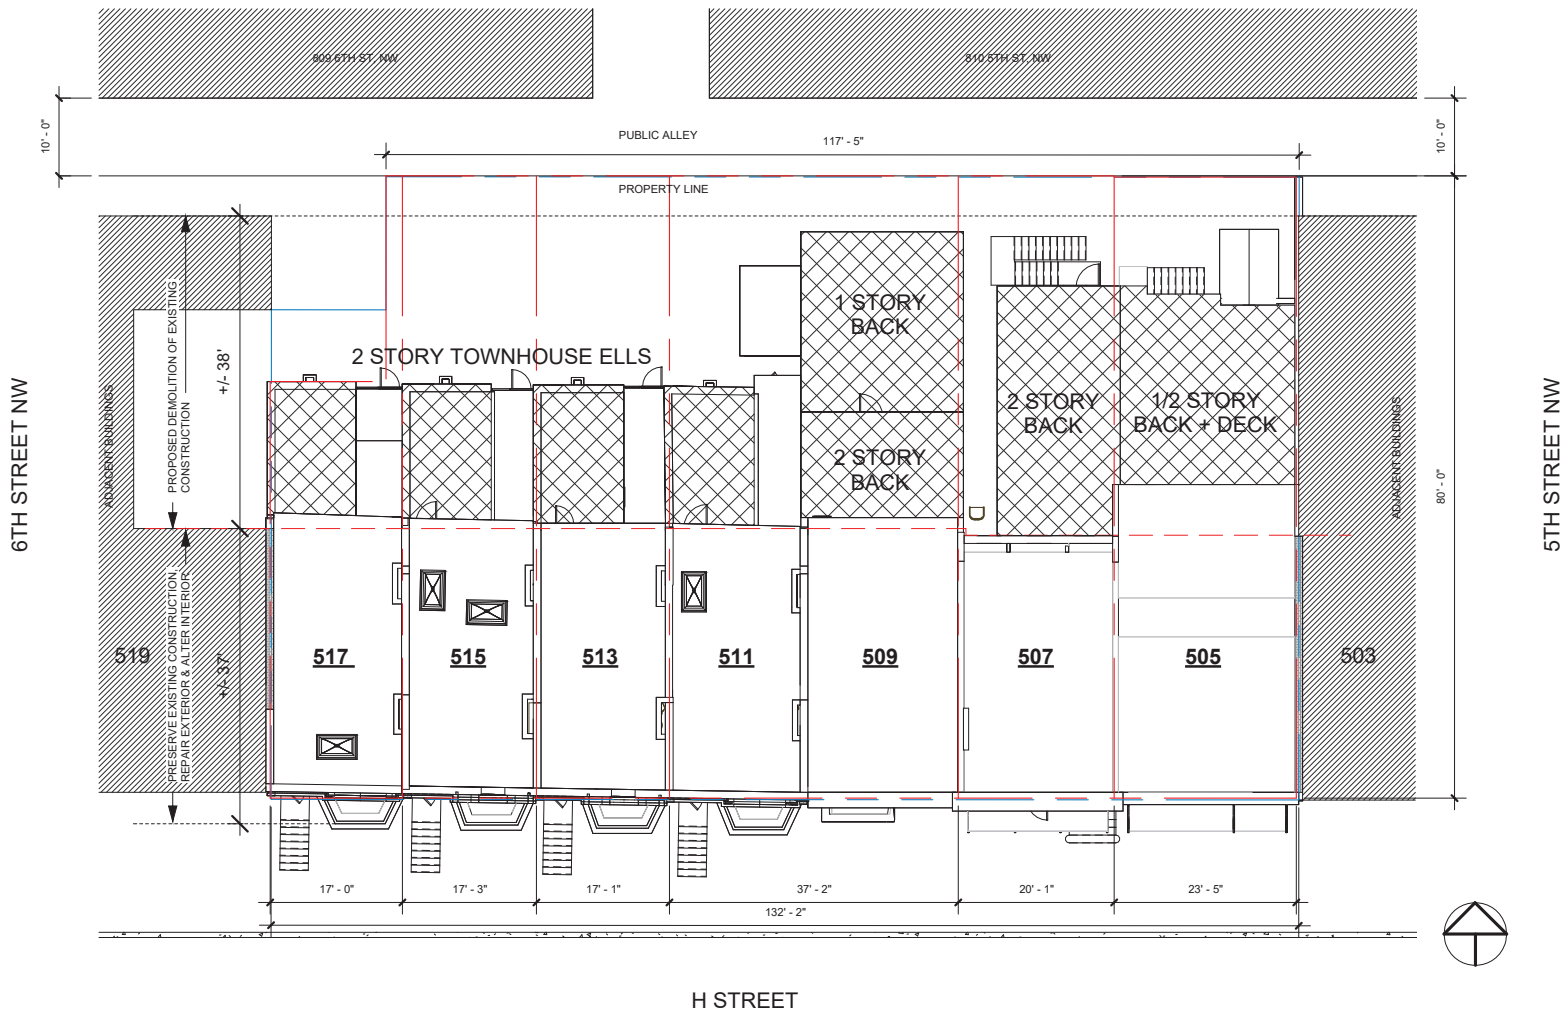 809 6TH ST, NW
810 5TH ST, NW
10' - 0"
10' - 0"
PUBLIC ALLEY
117' - 5"
PROPERTY LINE
6TH STREET NW
ADJACENT BUILDINGS
PROPOSED DEMOLITION OF EXISTING
CONSTRUCTION
+/- 38'
2 STORY TOWNHOUSE ELLS
1 STORY
BACK
2 STORY
BACK
2 STORY
BACK
1/2 STORY
BACK + DECK
ADJACENT BUILDINGS
80' - 0"
5TH STREET NW
PRESERVE EXISTING CONSTRUCTION,
REPAIR EXTERIOR & ALTER INTERIOR
+/- 37'
519
517
515
513
511
509
507
505
503
17' - 0"
17' - 3"
17' - 1"
37' - 2"
20' - 1"
23' - 5"
132' - 2"
H STREET